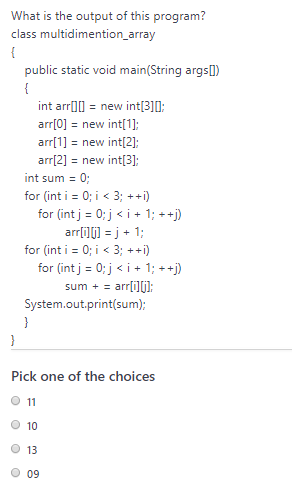 What is the output of this program?
class multidimention_array
{
public static void main(String args[])
{
int arr[][] = new int[3][];
arr[0] = new int[1];
arr[1] = new int[2];
arr[2] = new int[3];
int sum = 0;
for (int i = 0; i < 3; ++i)
for (int j = 0; j < i + 1; ++j)
arr[i][j] = j + 1;
for (int i = 0; i < 3; ++i)
for (int j = 0; j < i + 1; ++j)
sum + = arr[i][j];
System.out.print(sum);
}
}
Pick one of the choices
11
10
13
09